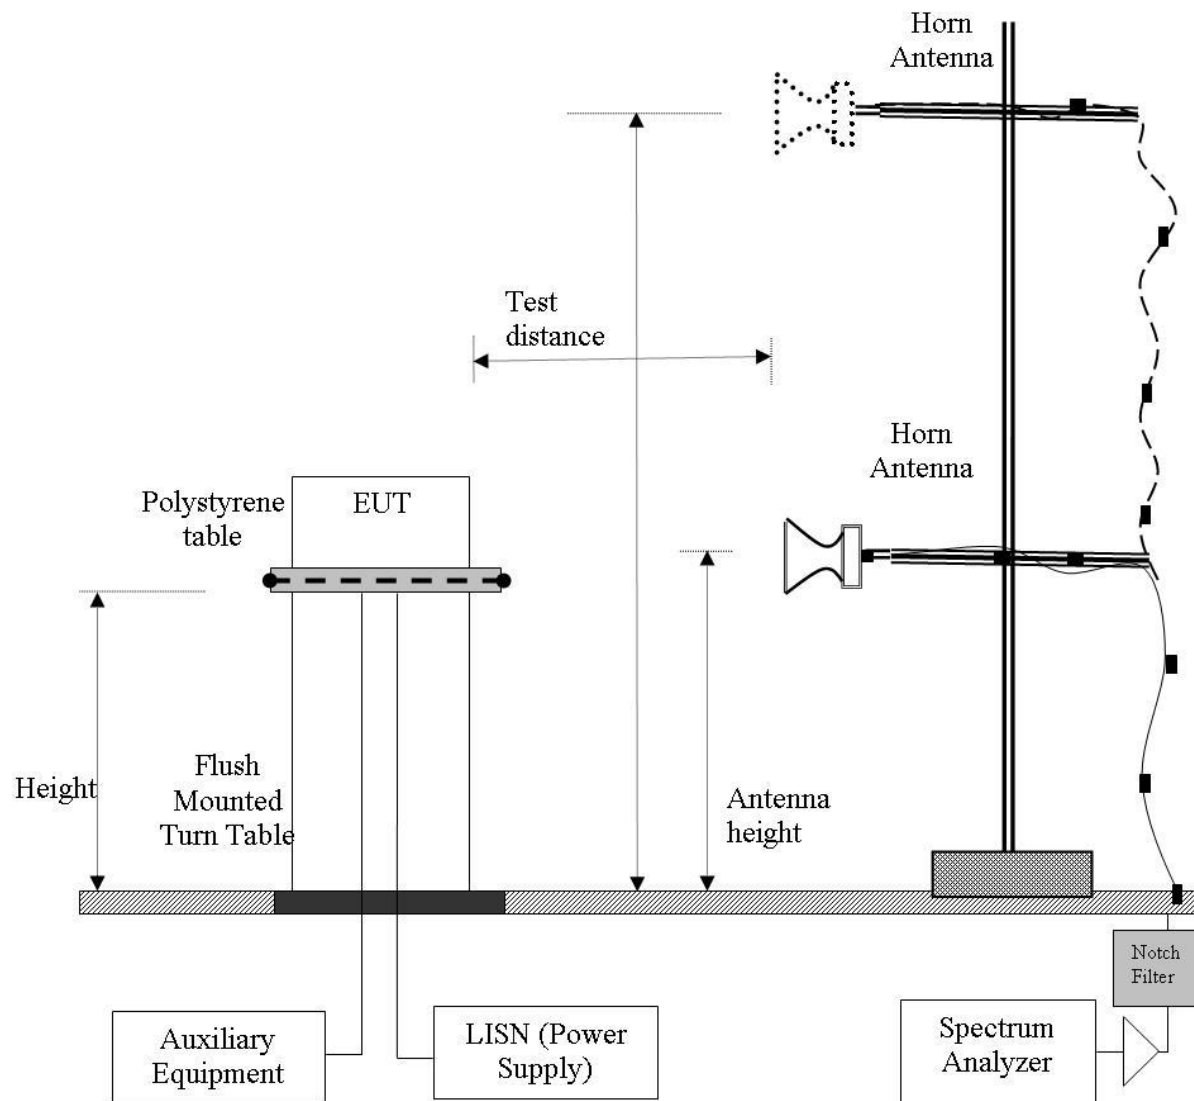 Horn
Antenna
Test
distance
Horn
Antenna
Polystyrene
table
EUT
Height
Flush
Mounted
Turn Table
Antenna
height
Notch
Filter
Auxiliary
Equipment
LISN (Power
Supply)
Spectrum
Analyzer